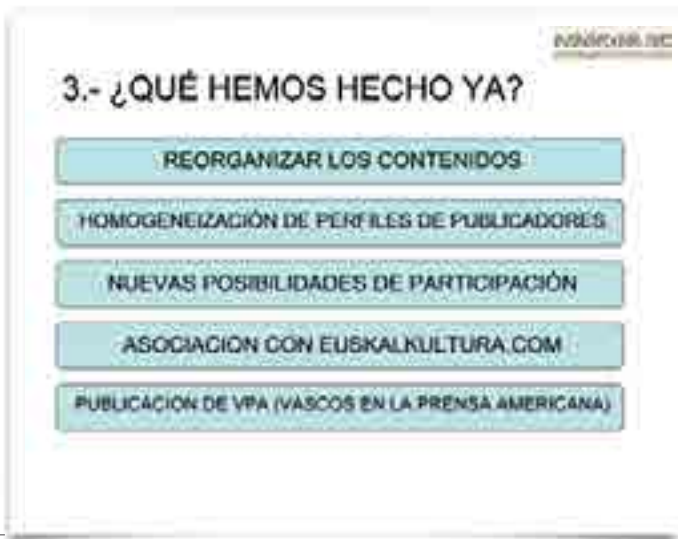 3.- ¿QUÉ HEMOS HECHO YA?
REORGANIZAR LOS CONTENIDOS
HOMOGENEIZACIÓN DE PERFILES DE PUBLICADORES
NUEVAS POSIBILIDADES DE PARTICIPACIÓN
ASOCIACION CON EUSKALKULTURA.COM
PUBLICACION DE VPA (VASCOS EN LA PRENSA AMERICANA)